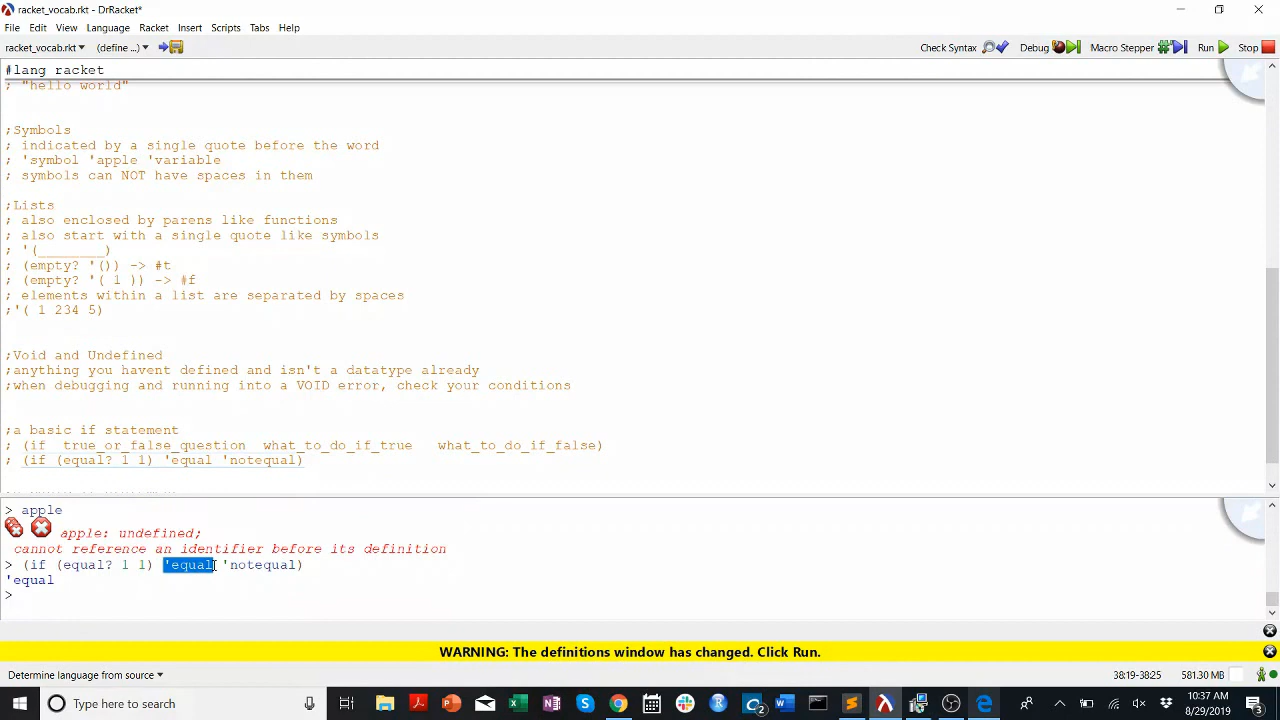 racket_vocab.rkt - DrRacket*
File Edit View Language Racket Insert Scripts Tabs Help
racket_vocab.rkt (define ...) Check Syntax Debug Macro Stepper Run Stop
#lang racket
; "hello world"
;Symbols
; indicated by a single quote before the word
; 'symbol 'apple 'variable
; symbols can NOT have spaces in them
;Lists
; also enclosed by parens like functions
; also start with a single quote like symbols
; '(________)
; (empty? '()) -> #t
; (empty? '( 1 )) -> #f
; elements within a list are separated by spaces
;'( 1 234 5)
;Void and Undefined
;anything you havent defined and isn't a datatype already
;when debugging and running into a VOID error, check your conditions
;a basic if statement
; (if  true_or_false_question  what_to_do_if_true   what_to_do_if_false)
; (if (equal? 1 1) 'equal 'notequal)
> apple
apple: undefined;
cannot reference an identifier before its definition
> (if (equal? 1 1) 'equal 'notequal)
'equal
>
WARNING: The definitions window has changed. Click Run.
Determine language from source 38:19-38:25 581.30 MB
Type here to search 10:37 AM
8/29/2019